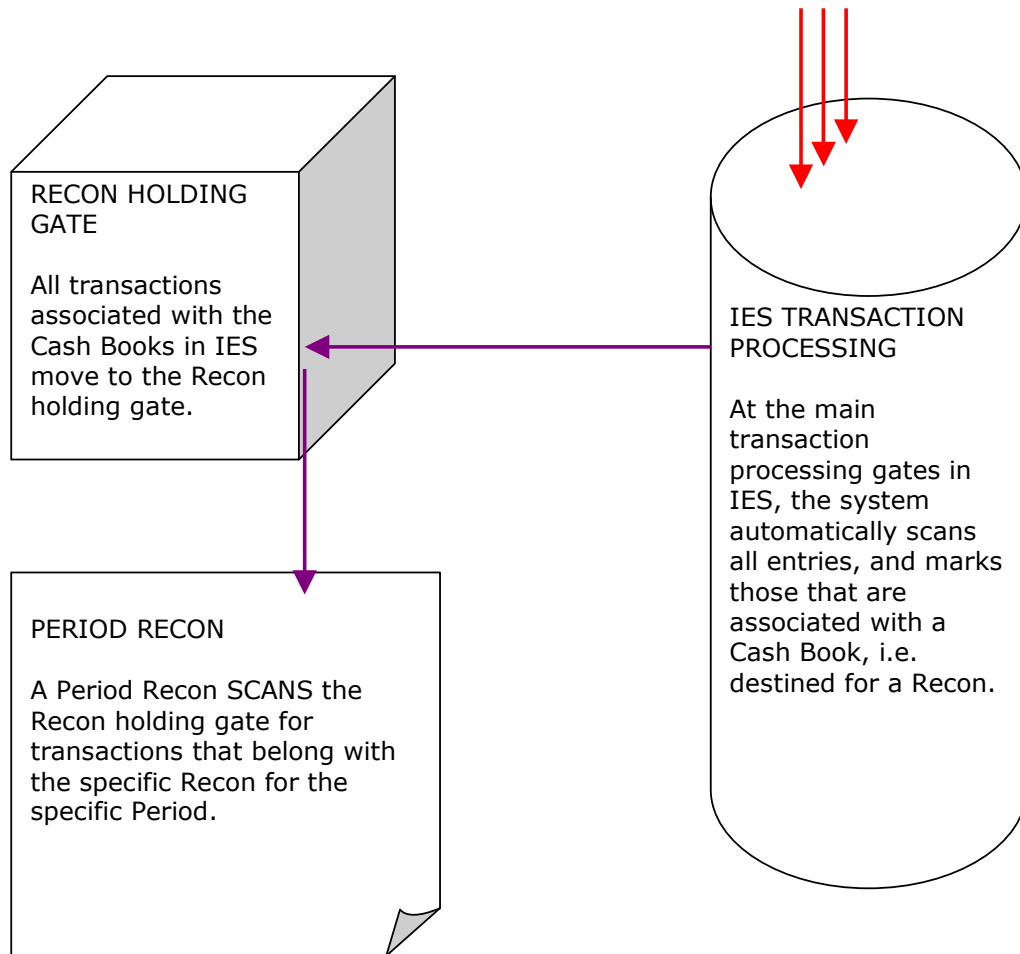 RECON HOLDING
GATE
All transactions
associated with the
Cash Books in IES
move to the Recon
holding gate.
IES TRANSACTION
PROCESSING
At the main
transaction
processing gates in
IES, the system
automatically scans
all entries, and marks
those that are
associated with a
Cash Book, i.e.
destined for a Recon.
PERIOD RECON
A Period Recon SCANS the
Recon holding gate for
transactions that belong with
the specific Recon for the
specific Period.